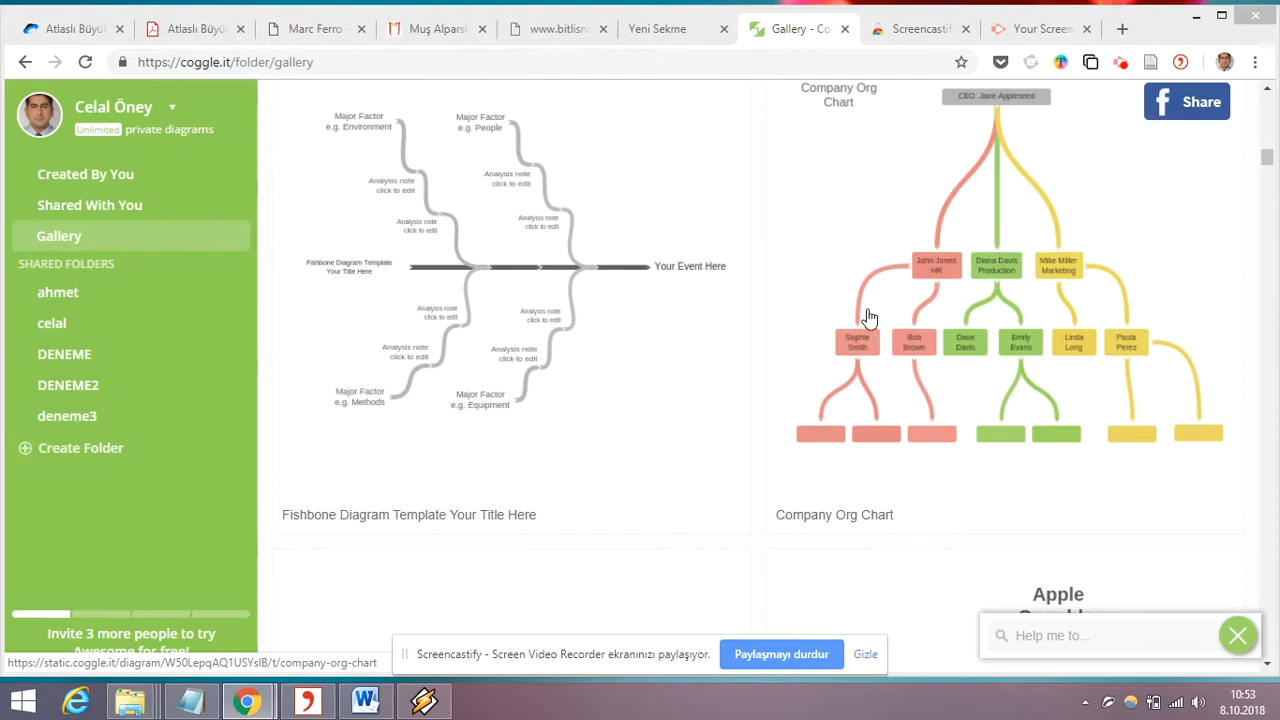 Atlaslı Büyü
Atlaslı Büyü
Marc Ferro -
Muş Alpars
www.bitlisna
Yeni Sekme
Gallery - Co
Screencastif
Your Screen
https://coggle.it/folder/gallery
Celal Öney
Unlimited private diagrams
Created By You
Shared With You
Gallery
SHARED FOLDERS
ahmet
celal
DENEME
DENEME2
deneme3
Create Folder
Invite 3 more people to try
Awesome for free!
Major Factor
e.g. Environment
Major Factor
e.g. People
Analysis note
click to edit
Analysis note
click to edit
Analysis note
click to edit
Analysis note
click to edit
Fishbone Diagram Template
Your Title Here
Your Event Here
Analysis note
click to edit
Analysis note
click to edit
Analysis note
click to edit
Analysis note
click to edit
Major Factor
e.g. Methods
Major Factor
e.g. Equipment
Fishbone Diagram Template Your Title Here
Company Org
Chart
CEO: Jane Appleseed
f Share
John Jones
HR
Diana Davis
Production
Mike Miller
Marketing
Sophie
Smith
Bob
Brown
Dave
Davis
Emily
Evans
Linda
Long
Paula
Perez
Company Org Chart
Apple
Help me to...
Screencastify - Screen Video Recorder ekranınızı paylaşıyor.
Paylaşmayı durdur
Gizle
https://static.coggle.it/diagram/W50LepqAQ1USYsIB/t/company-org-chart
10:53
8.10.2018